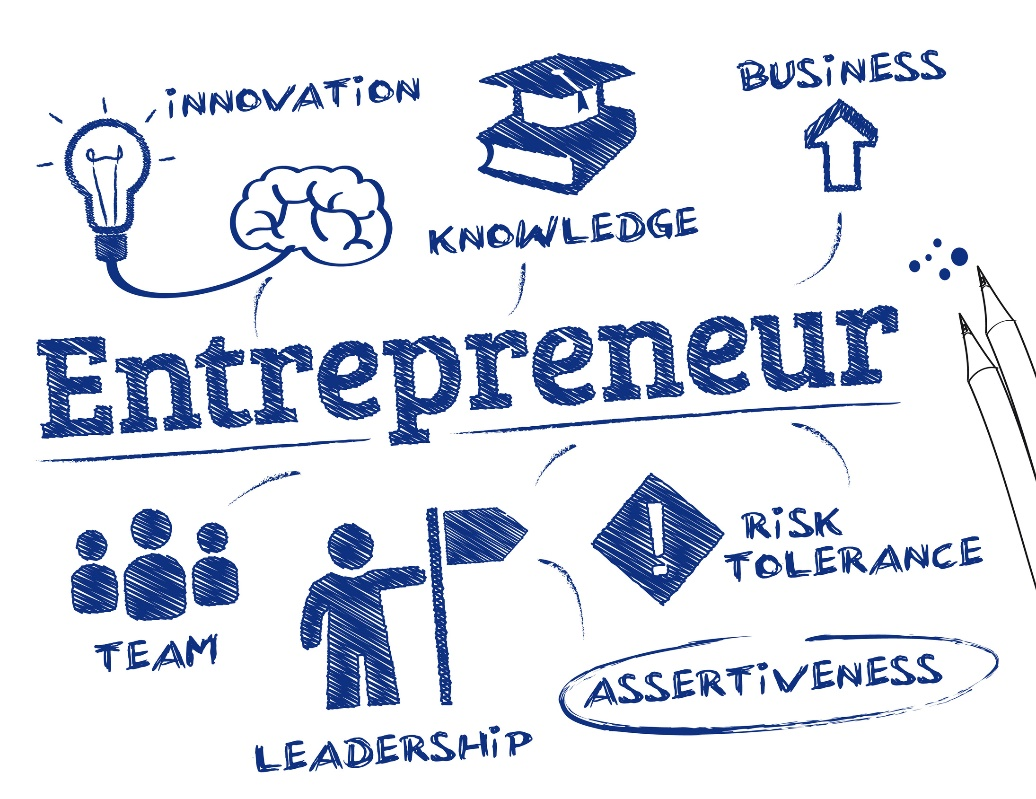 iNNOVATiON
BUSiNESS
KNOWLEDGE
Entrepreneur
RiSK
TOLERANCE
TEAM
ASSERTiVENESS
LEADERSHiP